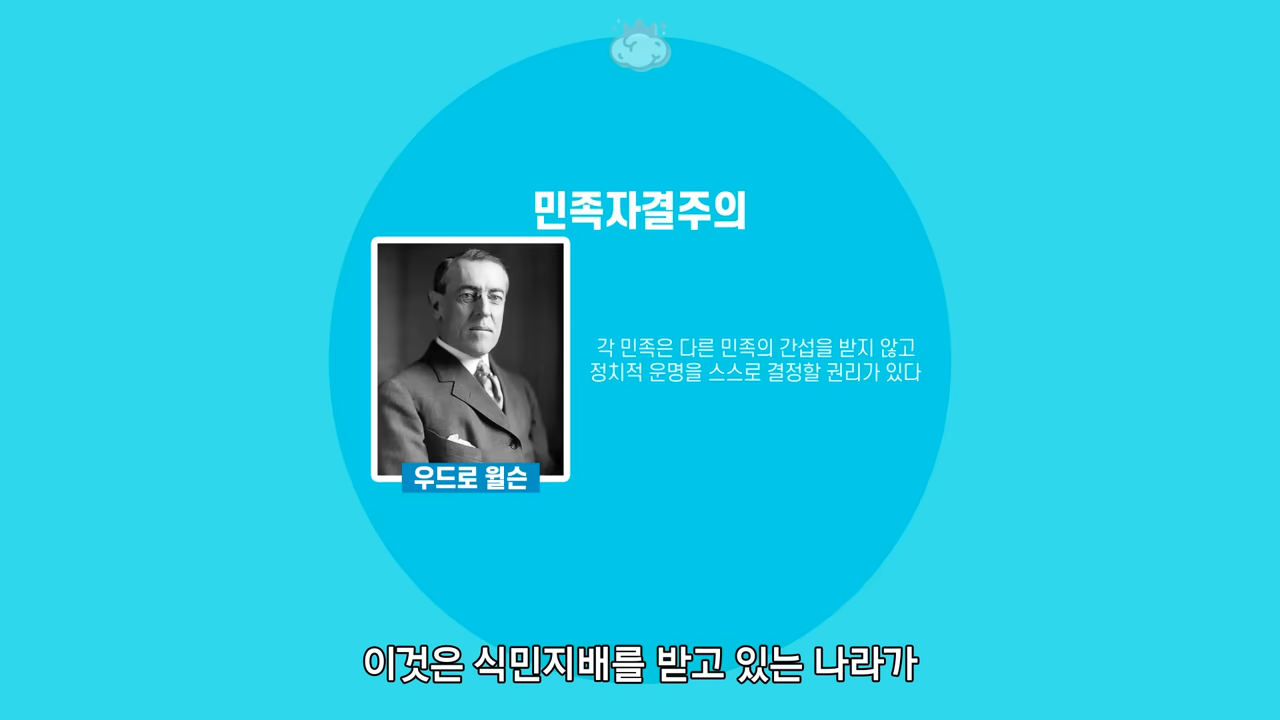 민족자결주의
각 민족은 다른 민족의 간섭을 받지 않고
정치적 운명을 스스로 결정할 권리가 있다
우드로 윌슨
이것은 식민지배를 받고 있는 나라가